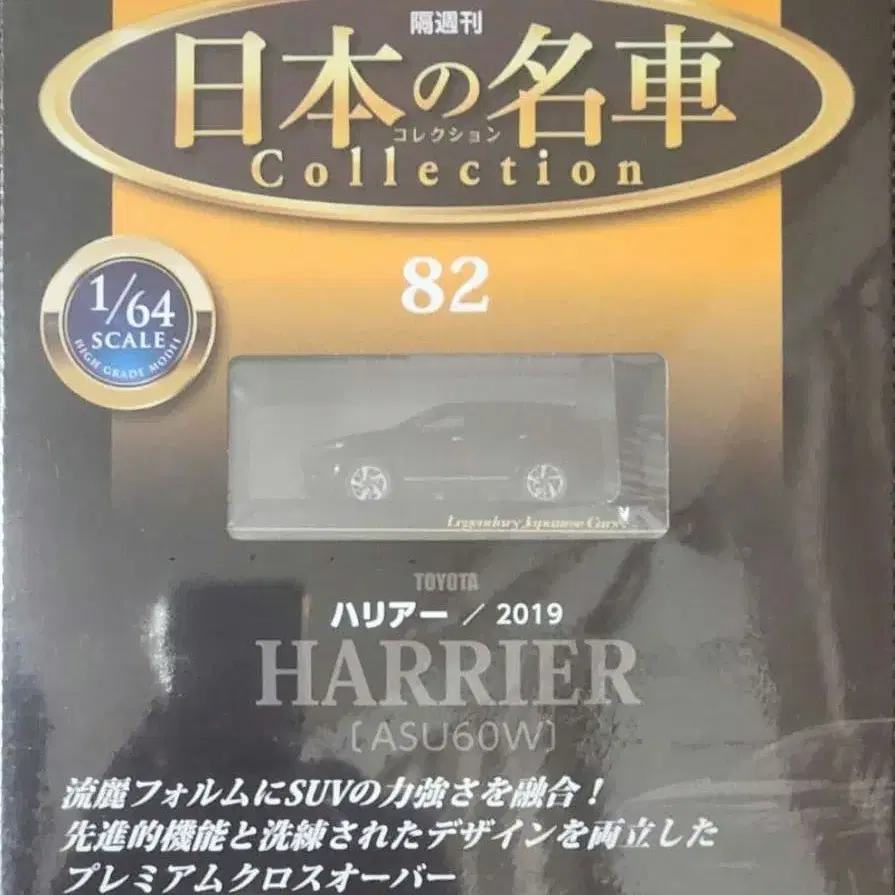 隔週刊
日本の名車
コレクション
Collection
82
1/64
SCALE
HIGH GRADE MODEL
Legendary Japanese Cars
TOYOTA
ハリアー / 2019
HARRIER
[ASU60W]
流麗フォルムにSUVの力強さを融合!
先進的機能と洗練されたデザインを両立した
プレミアムクロスオーバー